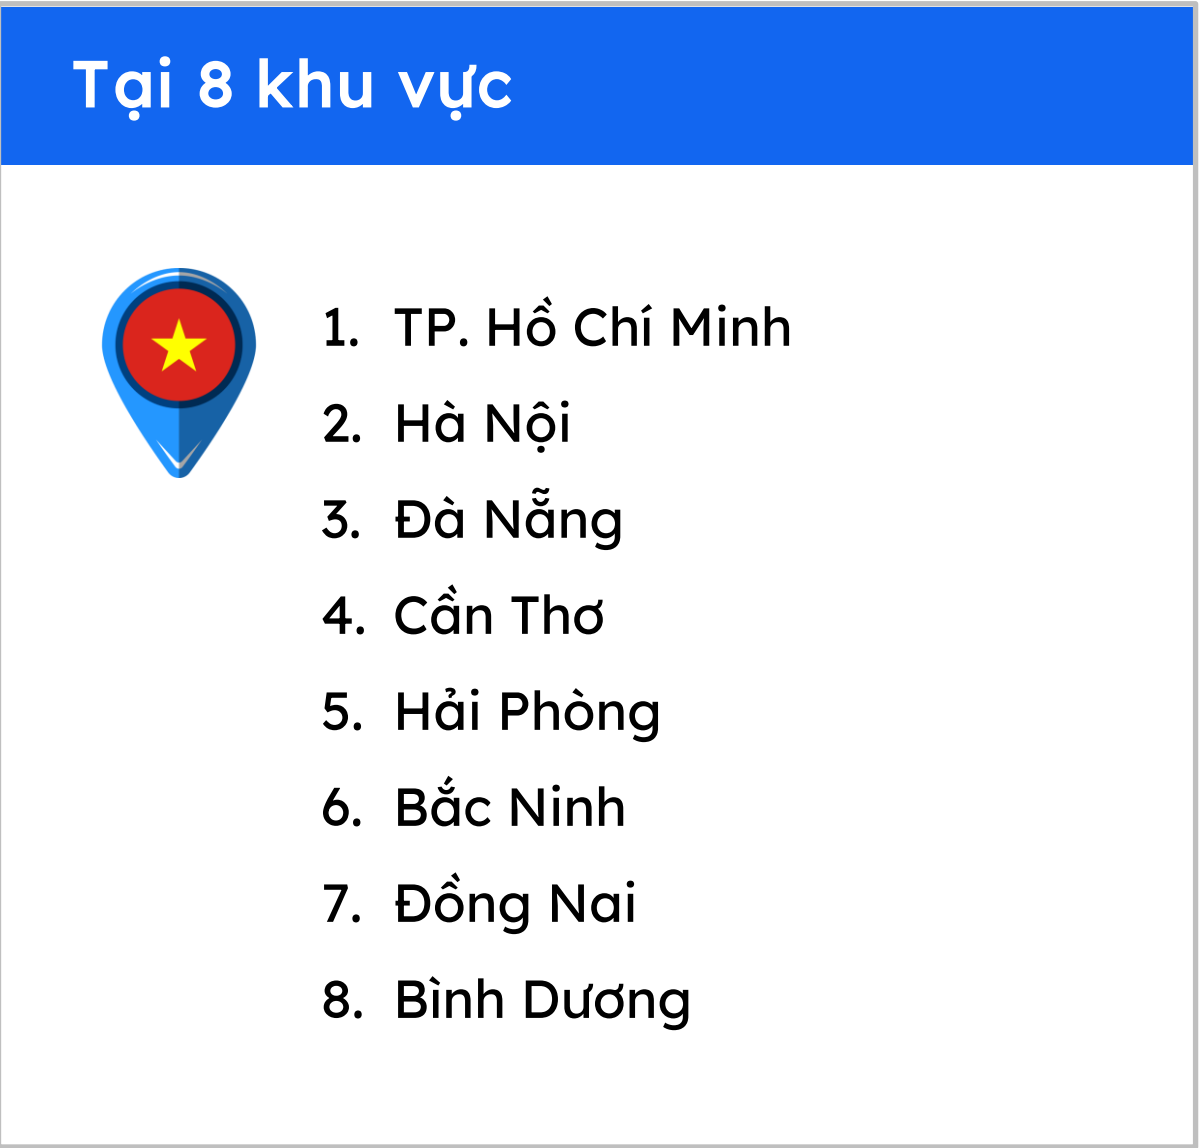 Tại 8 khu vực
1. TP. Hồ Chí Minh
2. Hà Nội
3. Đà Nẵng
4. Cần Thơ
5. Hải Phòng
6. Bắc Ninh
7. Đồng Nai
8. Bình Dương